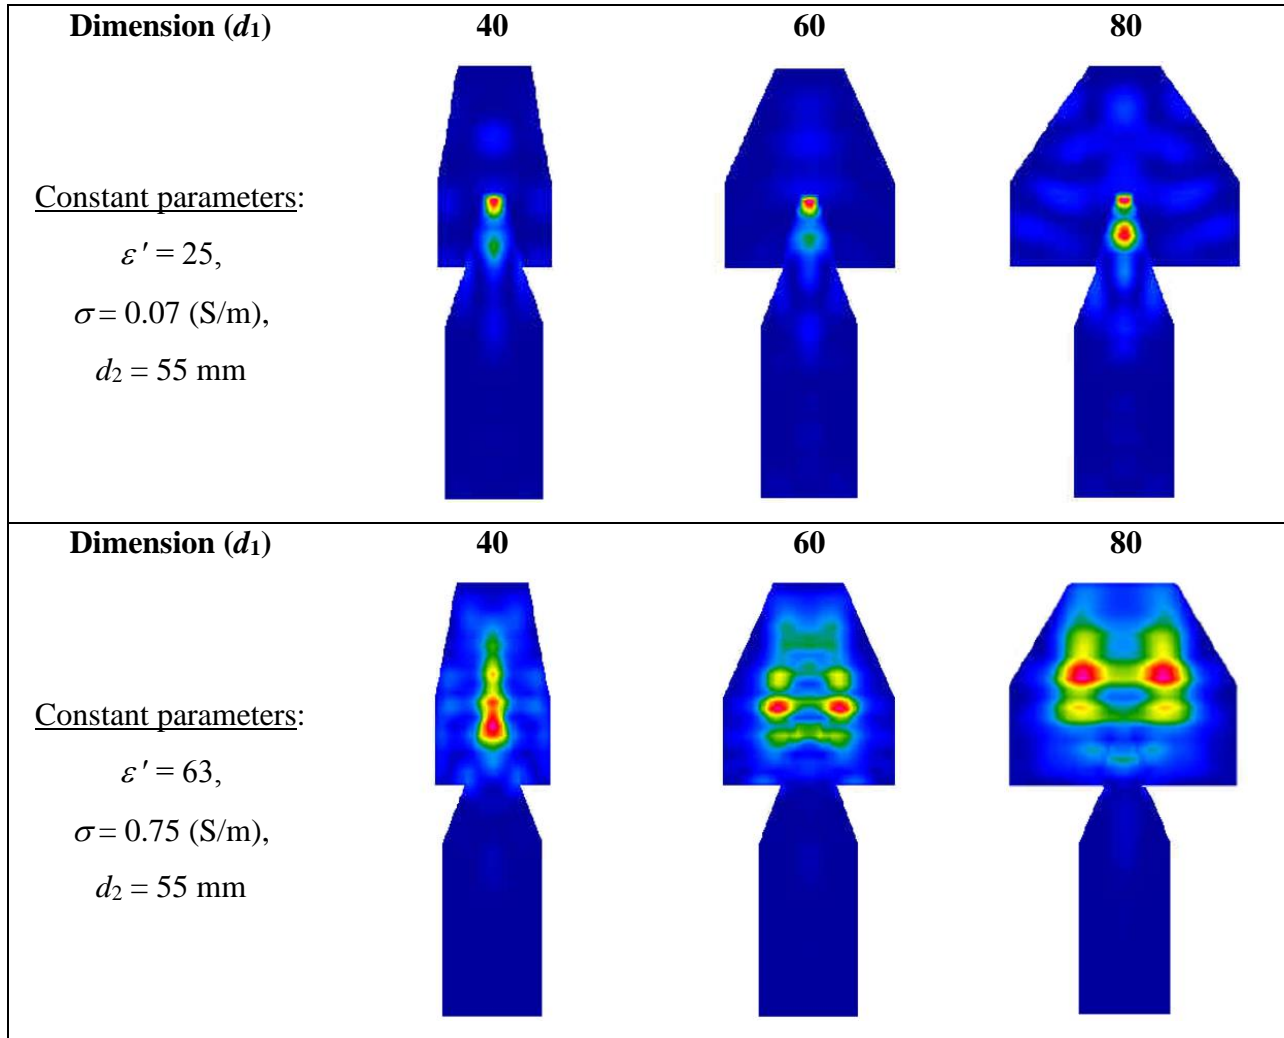 Dimension (d₁) 40 60 80
Constant parameters:
ε′ = 25,
σ = 0.07 (S/m),
d₂ = 55 mm
Dimension (d₁) 40 60 80
Constant parameters:
ε′ = 63,
σ = 0.75 (S/m),
d₂ = 55 mm